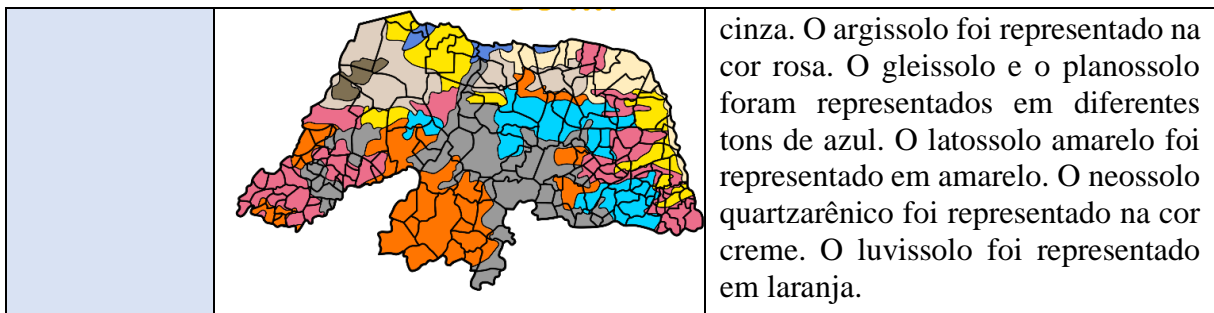 cinza. O argissolo foi representado na
cor rosa. O gleissolo e o planossolo
foram representados em diferentes
tons de azul. O latossolo amarelo foi
representado em amarelo. O neossolo
quartzarênico foi representado na cor
creme. O luvissolo foi representado
em laranja.